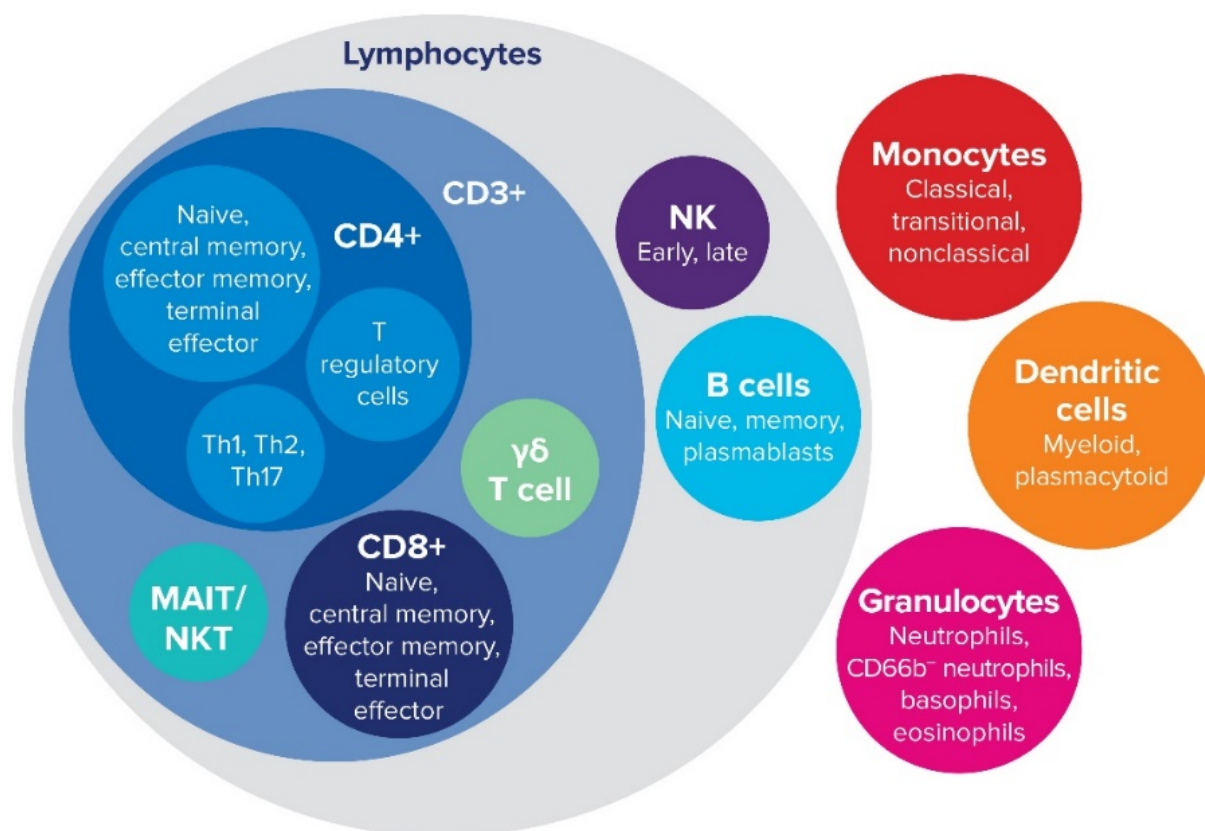 Lymphocytes
CD3+
CD4+
Naive,
central memory,
effector memory,
terminal
effector
T
regulatory
cells
Th1, Th2,
Th17
γδ
T cell
MAIT/
NKT
CD8+
Naive,
central memory,
effector memory,
terminal
effector
NK
Early, late
B cells
Naive, memory,
plasmablasts
Monocytes
Classical,
transitional,
nonclassical
Dendritic
cells
Myeloid,
plasmacytoid
Granulocytes
Neutrophils,
CD66b⁻ neutrophils,
basophils,
eosinophils